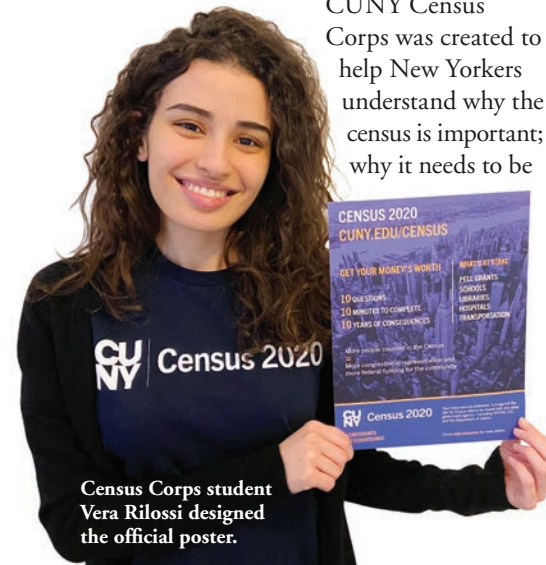 CUNY Census
Corps was created to
help New Yorkers
understand why the
census is important;
why it needs to be
CENSUS 2020
CUNY.EDU/CENSUS
GET YOUR MONEY'S WORTH
10 QUESTIONS
10 MINUTES TO COMPLETE
10 YEARS OF CONSEQUENCES
WHAT'S AT STAKE
PELL GRANTS
SCHOOLS
LIBRARIES
HOSPITALS
TRANSPORTATION
More people counted in the Census
=
More congressional representation and
more federal funding for the community
CU
NY
Census 2020
CU
NY
Census 2020
Census Corps student
Vera Rilossi designed
the official poster.